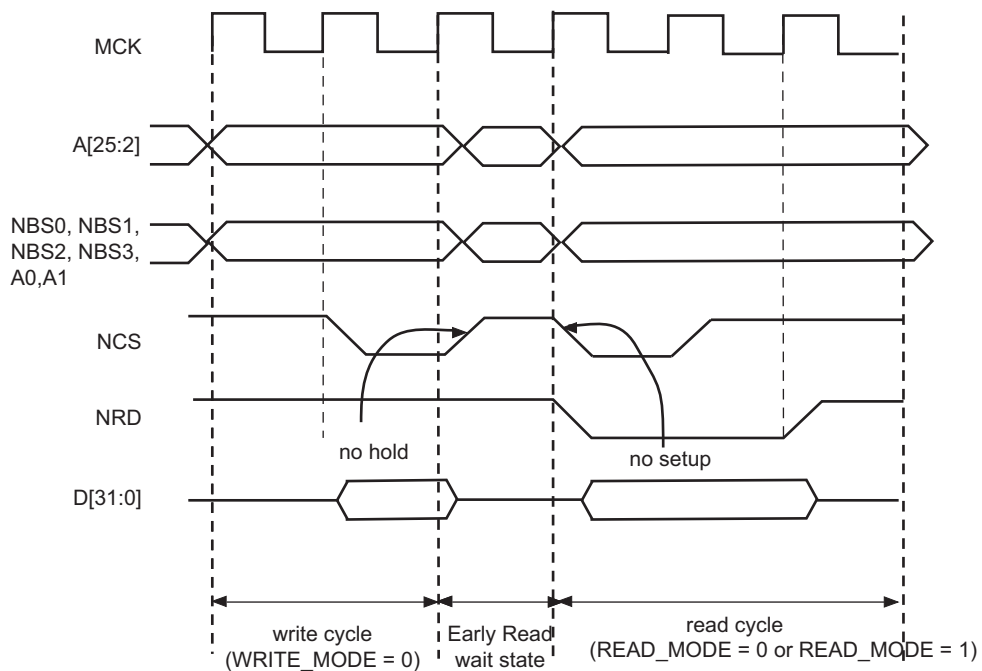 MCK
A[25:2]
NBS0, NBS1,
NBS2, NBS3,
A0,A1
NCS
NRD
no hold
no setup
D[31:0]
write cycle
(WRITE_MODE = 0)
Early Read
wait state
read cycle
(READ_MODE = 0 or READ_MODE = 1)